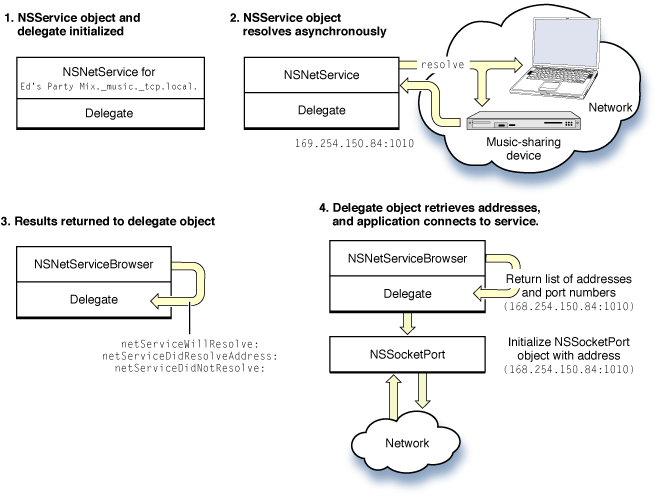 1. NSService object and
delegate initialized
NSNetService for
Ed's Party Mix._music._tcp.local.
Delegate
2. NSService object
resolves asynchronously
NSNetService
Delegate
resolve
169.254.150.84:1010
Network
Music-sharing
device
3. Results returned to delegate object
NSNetServiceBrowser
Delegate
netServiceWillResolve:
netServiceDidResolveAddress:
netServiceDidNotResolve:
4. Delegate object retrieves addresses,
and application connects to service.
NSNetServiceBrowser
Delegate
Return list of addresses
and port numbers
(168.254.150.84:1010)
NSSocketPort
Initialize NSSocketPort
object with address
(168.254.150.84:1010)
Network